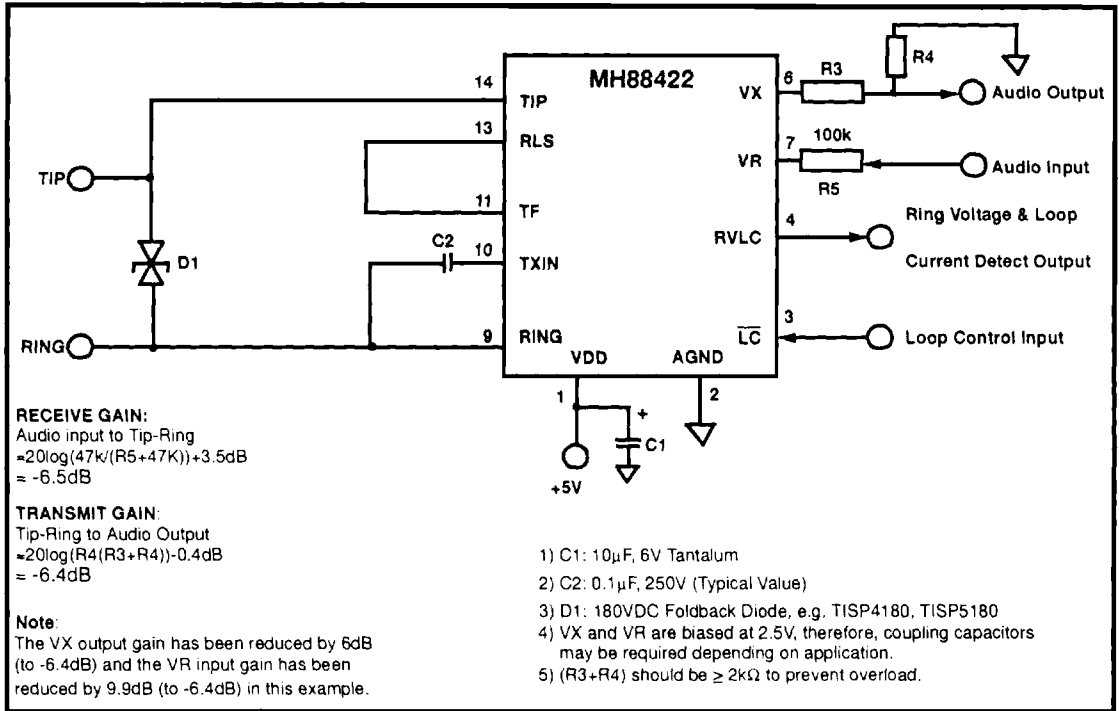 MH88422
14
TIP
13
RLS
11
TF
10
TXIN
9
RING
VDD
AGND
1
2
VX
6
VR
7
RVLC
4
LC
3
R3
R4
Audio Output
100k
R5
Audio Input
Ring Voltage & Loop
Current Detect Output
Loop Control Input
TIP
D1
C2
RING
+
C1
+5V
RECEIVE GAIN:
Audio input to Tip-Ring
=20log(47k/(R5+47K))+3.5dB
= -6.5dB
TRANSMIT GAIN:
Tip-Ring to Audio Output
=20log(R4(R3+R4))-0.4dB
= -6.4dB
Note:
The VX output gain has been reduced by 6dB
(to -6.4dB) and the VR input gain has been
reduced by 9.9dB (to -6.4dB) in this example.
1) C1: 10µF, 6V Tantalum
2) C2: 0.1µF, 250V (Typical Value)
3) D1: 180VDC Foldback Diode, e.g. TISP4180, TISP5180
4) VX and VR are biased at 2.5V, therefore, coupling capacitors
may be required depending on application.
5) (R3+R4) should be ≥ 2kΩ to prevent overload.